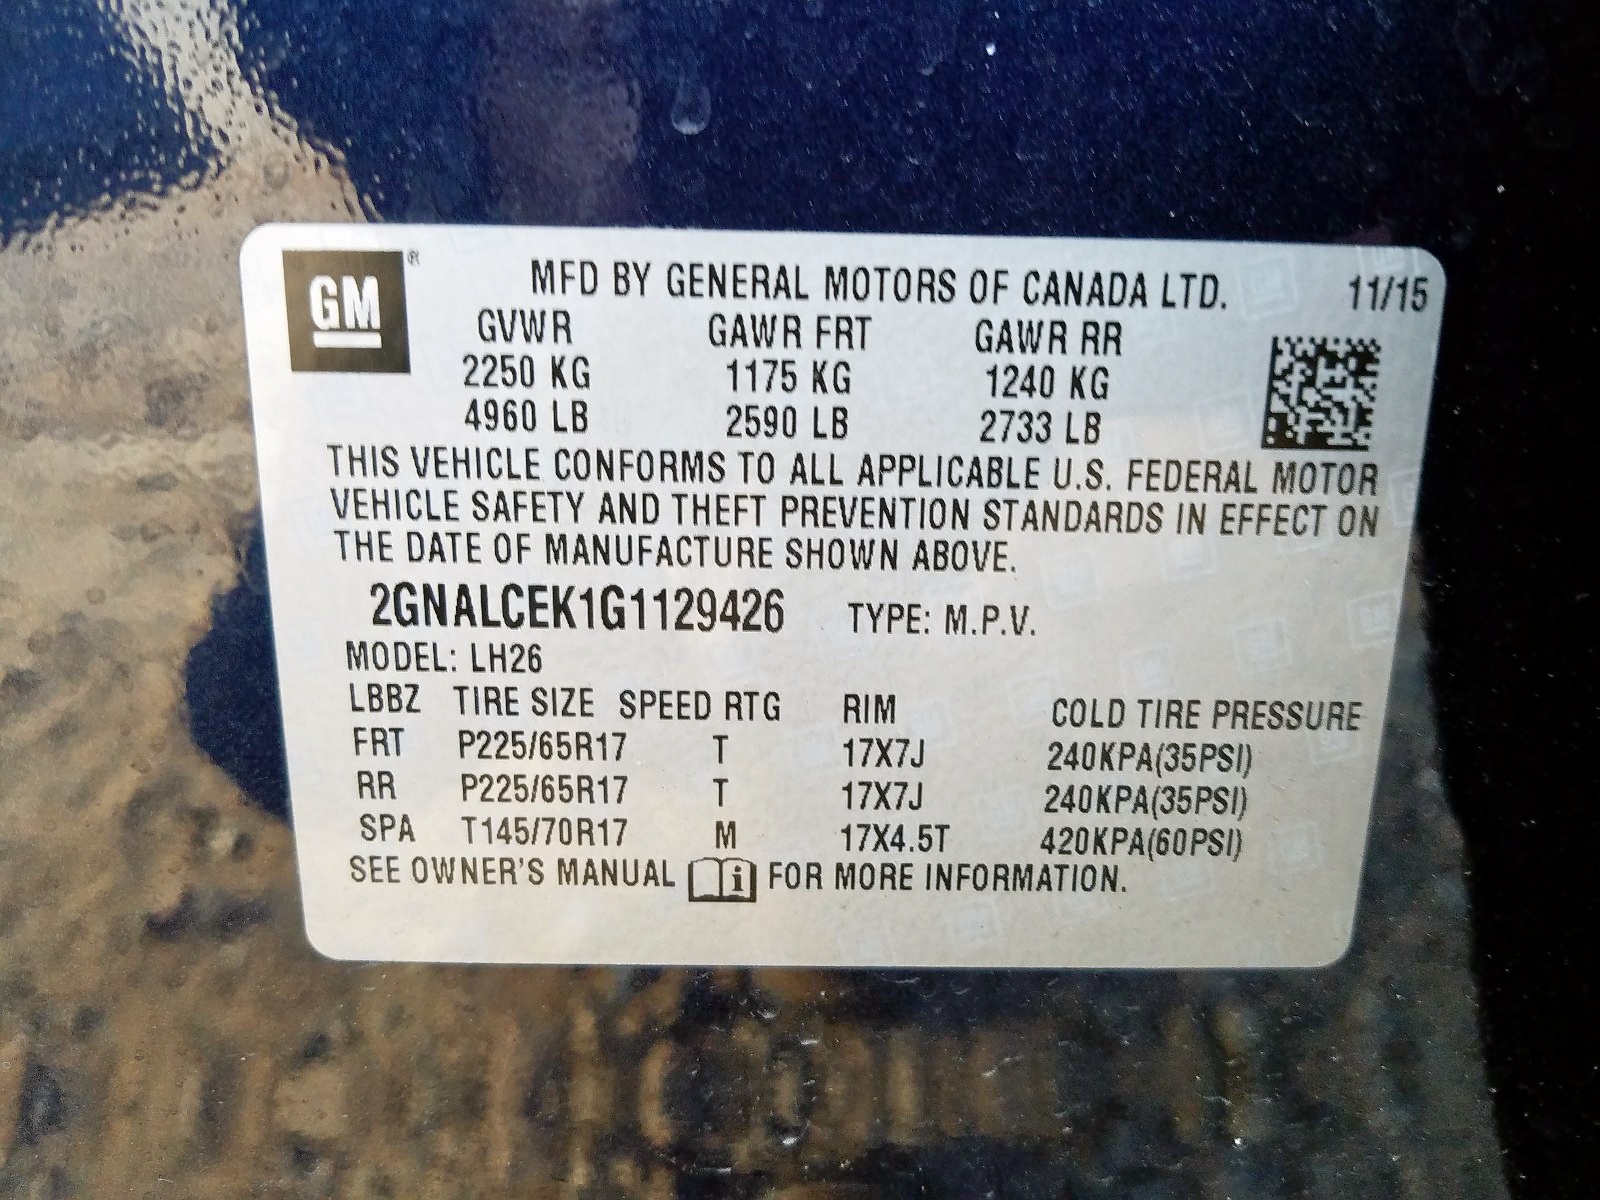 GM®
MFD BY GENERAL MOTORS OF CANADA LTD. 11/15
GVWR GAWR FRT GAWR RR
2250 KG 1175 KG 1240 KG
4960 LB 2590 LB 2733 LB
THIS VEHICLE CONFORMS TO ALL APPLICABLE U.S. FEDERAL MOTOR
VEHICLE SAFETY AND THEFT PREVENTION STANDARDS IN EFFECT ON
THE DATE OF MANUFACTURE SHOWN ABOVE.
2GNALCEK1G1129426 TYPE: M.P.V.
MODEL: LH26
LBBZ TIRE SIZE SPEED RTG RIM COLD TIRE PRESSURE
FRT P225/65R17 T 17X7J 240KPA(35PSI)
RR P225/65R17 T 17X7J 240KPA(35PSI)
SPA T145/70R17 M 17X4.5T 420KPA(60PSI)
SEE OWNER'S MANUAL i FOR MORE INFORMATION.